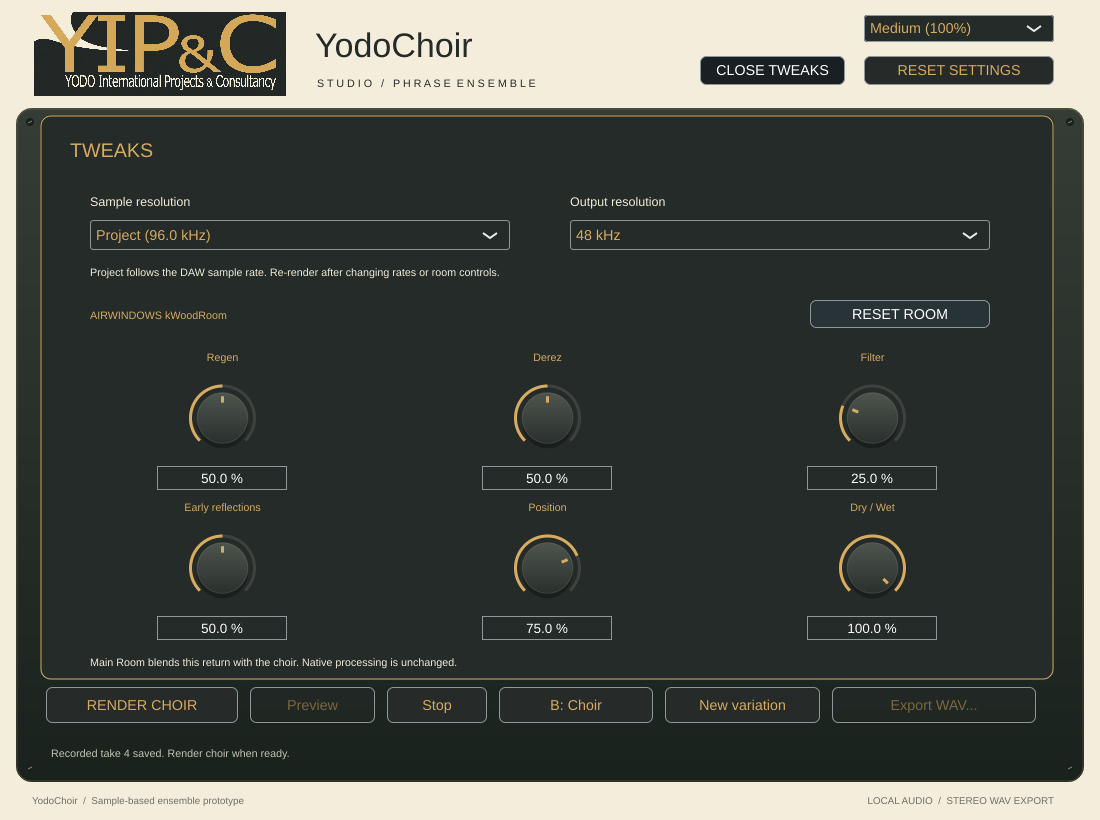 YIP&C
YODO International Projects & Consultancy
YodoChoir
STUDIO / PHRASE ENSEMBLE
Medium (100%)
CLOSE TWEAKS
RESET SETTINGS
TWEAKS
Sample resolution
Output resolution
Project (96.0 kHz)
48 kHz
Project follows the DAW sample rate. Re-render after changing rates or room controls.
AIRWINDOWS kWoodRoom
RESET ROOM
Regen
Derez
Filter
50.0 %
50.0 %
25.0 %
Early reflections
Position
Dry / Wet
50.0 %
75.0 %
100.0 %
Main Room blends this return with the choir. Native processing is unchanged.
RENDER CHOIR
Preview
Stop
B: Choir
New variation
Export WAV...
Recorded take 4 saved. Render choir when ready.
YodoChoir / Sample-based ensemble prototype
LOCAL AUDIO / STEREO WAV EXPORT